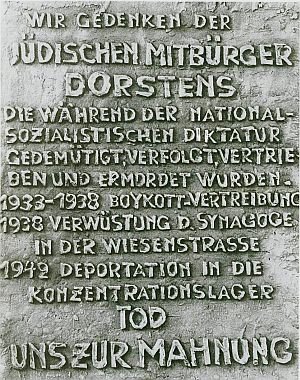 WIR GEDENKEN DER
JÜDISCHEN MITBÜRGER
DORSTENS
DIE WÄHREND DER NATIONAL-
SOZIALISTISCHEN DIKTATUR
GEDEMÜTIGT, VERFOLGT, VERTRIE
BEN UND ERMORDET WURDEN.
1933-1938 BOYKOTT-VERTREIBUNG
1938 VERWÜSTUNG D. SYNAGOGE
IN DER WIESENSTRASSE
1942 DEPORTATION IN DIE
KONZENTRATIONSLAGER
TOD
UNS ZUR MAHNUNG